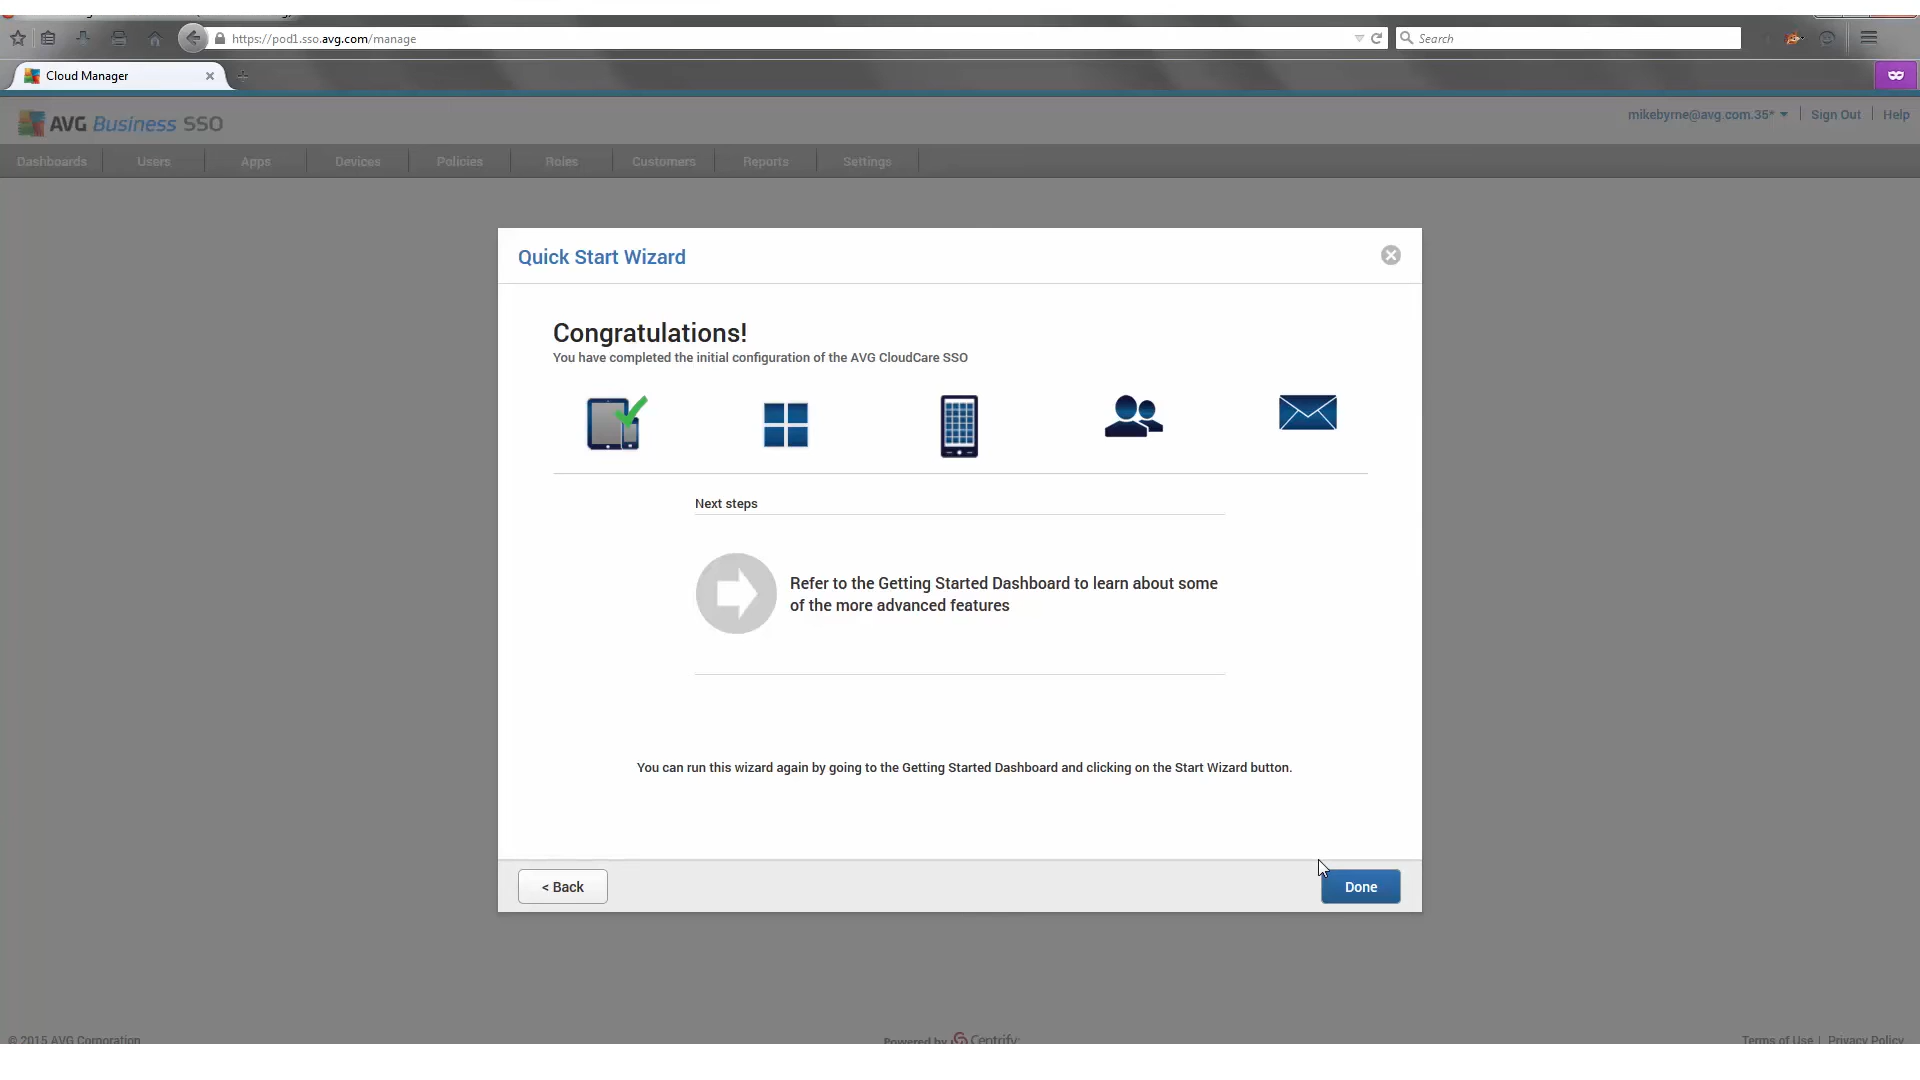 https://pod1.sso.avg.com/manage
Search
Cloud Manager
AVG Business SSO
mikebyrne@avg.com.35*
Sign Out
Help
Dashboards
Users
Apps
Devices
Policies
Roles
Customers
Reports
Settings
Quick Start Wizard
Congratulations!
You have completed the initial configuration of the AVG CloudCare SSO
Next steps
Refer to the Getting Started Dashboard to learn about some
of the more advanced features
You can run this wizard again by going to the Getting Started Dashboard and clicking on the Start Wizard button.
< Back
Done
© 2015 AVG Corporation
Powered by Centrify
Terms of Use | Privacy Policy